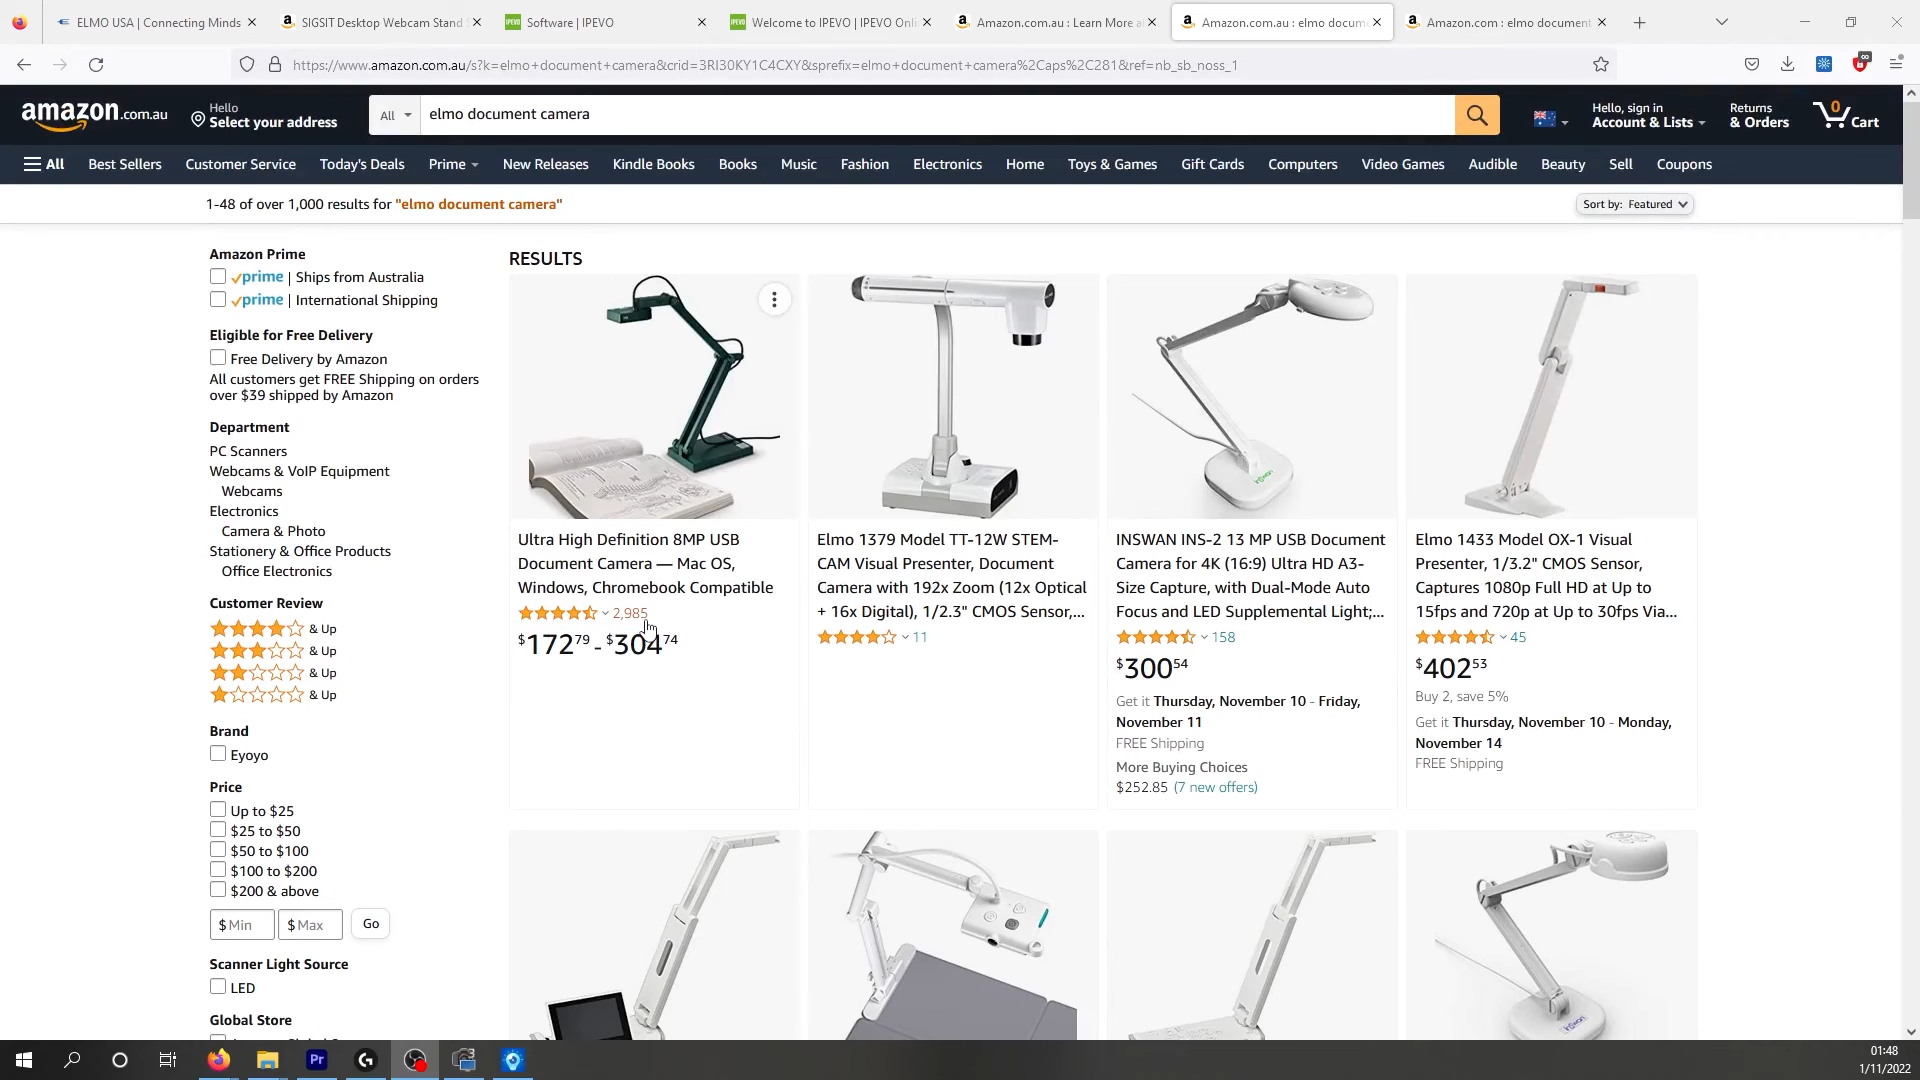 ELMO USA | Connecting Minds
SIGSIT Desktop Webcam Stand
Software | IPEVO
Welcome to IPEVO | IPEVO Onli
Amazon.com.au : Learn More a
Amazon.com.au : elmo docum
Amazon.com : elmo document
https://www.amazon.com.au/s?k=elmo+document+camera&crid=3RI30KY1C4CXY&sprefix=elmo+document+camera%2Caps%2C281&ref=nb_sb_noss_1
amazon.com.au
Hello
Select your address
All
elmo document camera
Hello, sign in
Account & Lists
Returns
& Orders
0
Cart
All
Best Sellers
Customer Service
Today's Deals
Prime
New Releases
Kindle Books
Books
Music
Fashion
Electronics
Home
Toys & Games
Gift Cards
Computers
Video Games
Audible
Beauty
Sell
Coupons
1-48 of over 1,000 results for "elmo document camera"
Sort by: Featured
Amazon Prime
prime | Ships from Australia
prime | International Shipping
Eligible for Free Delivery
Free Delivery by Amazon
All customers get FREE Shipping on orders
over $39 shipped by Amazon
Department
PC Scanners
Webcams & VoIP Equipment
Webcams
Electronics
Camera & Photo
Stationery & Office Products
Office Electronics
Customer Review
& Up
& Up
& Up
& Up
Brand
Eyoyo
Price
Up to $25
$25 to $50
$50 to $100
$100 to $200
$200 & above
$ Min
$ Max
Go
Scanner Light Source
LED
Global Store
RESULTS
Ultra High Definition 8MP USB
Document Camera — Mac OS,
Windows, Chromebook Compatible
2,985
$172.79 - $304.74
Elmo 1379 Model TT-12W STEM-
CAM Visual Presenter, Document
Camera with 192x Zoom (12x Optical
+ 16x Digital), 1/2.3" CMOS Sensor,...
11
INSWAN INS-2 13 MP USB Document
Camera for 4K (16:9) Ultra HD A3-
Size Capture, with Dual-Mode Auto
Focus and LED Supplemental Light;...
158
$300.54
Get it Thursday, November 10 - Friday,
November 11
FREE Shipping
More Buying Choices
$252.85 (7 new offers)
Elmo 1433 Model OX-1 Visual
Presenter, 1/3.2" CMOS Sensor,
Captures 1080p Full HD at Up to
15fps and 720p at Up to 30fps Via...
45
$402.53
Buy 2, save 5%
Get it Thursday, November 10 - Monday,
November 14
FREE Shipping
Pr
01:48
1/11/2022